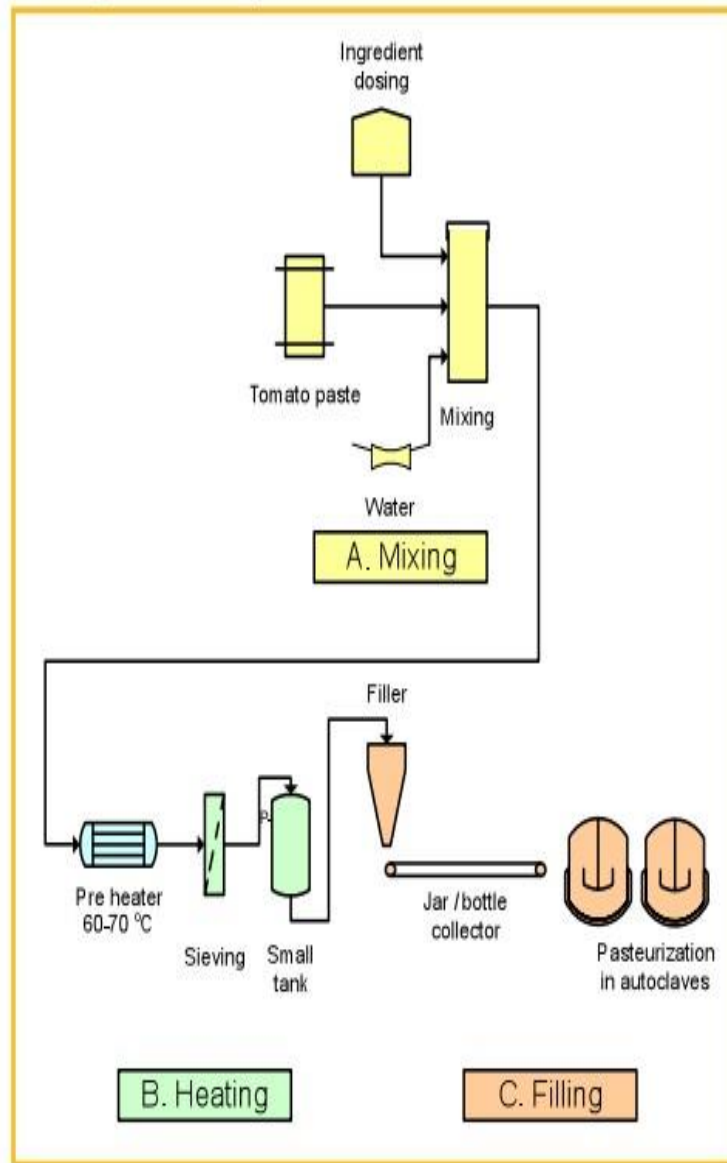 Ingredient
dosing
Tomato paste
Mixing
Water
A. Mixing
Filler
P-
Pre heater
60-70 °C
Sieving
Small
tank
Jar / bottle
collector
Pasteurization
in autoclaves
B. Heating
C. Filling